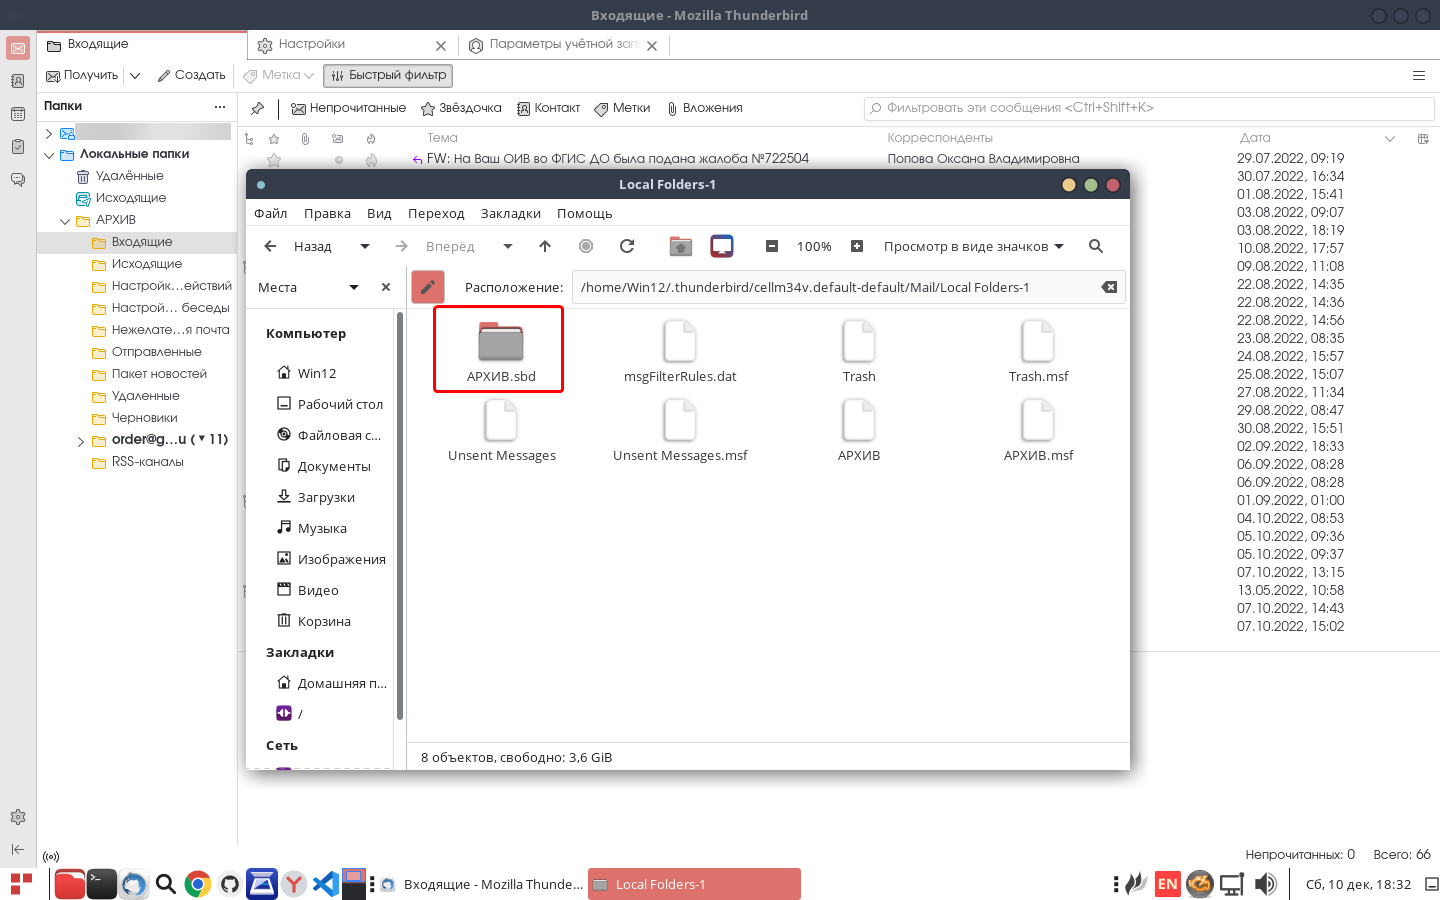 Входящие - Mozilla Thunderbird
Входящие
Настройки
Параметры учётной зап
Получить
Создать
Метка
Быстрый фильтр
Папки
Непрочитанные
Звёздочка
Контакт
Метки
Вложения
Фильтровать эти сообщения <Ctrl+Shift+K>
Тема
Корреспонденты
Дата
FW: На Ваш ОИВ во ФГИС ДО была подана жалоба №722504
Попова Оксана Владимировна
29.07.2022, 09:19
30.07.2022, 16:34
01.08.2022, 15:41
03.08.2022, 09:07
03.08.2022, 18:19
10.08.2022, 17:57
09.08.2022, 11:08
22.08.2022, 14:35
22.08.2022, 14:36
22.08.2022, 14:56
23.08.2022, 08:35
24.08.2022, 15:57
25.08.2022, 15:07
27.08.2022, 11:34
29.08.2022, 08:47
30.08.2022, 15:51
02.09.2022, 18:33
06.09.2022, 08:28
06.09.2022, 08:28
01.09.2022, 01:00
04.10.2022, 08:53
05.10.2022, 09:36
05.10.2022, 09:37
07.10.2022, 13:15
13.05.2022, 10:58
07.10.2022, 14:43
07.10.2022, 15:02
Локальные папки
Удалённые
Исходящие
АРХИВ
Входящие
Исходящие
Настройк...ействий
Настрой... беседы
Нежелате...я почта
Отправленные
Пакет новостей
Удаленные
Черновики
order@g...u (▼11)
RSS-каналы
Local Folders-1
Файл
Правка
Вид
Переход
Закладки
Помощь
Назад
Вперёд
100%
Просмотр в виде значков
Места
Расположение:
/home/Win12/.thunderbird/cellm34v.default-default/Mail/Local Folders-1
Компьютер
Win12
Рабочий стол
Файловая с...
Документы
Загрузки
Музыка
Изображения
Видео
Корзина
Закладки
Домашняя п...
/
Сеть
АРХИВ.sbd
msgFilterRules.dat
Trash
Trash.msf
Unsent Messages
Unsent Messages.msf
АРХИВ
АРХИВ.msf
8 объектов, свободно: 3,6 GiB
Непрочитанных: 0
Всего: 66
Входящие - Mozilla Thunde...
Local Folders-1
EN
Сб, 10 дек, 18:32